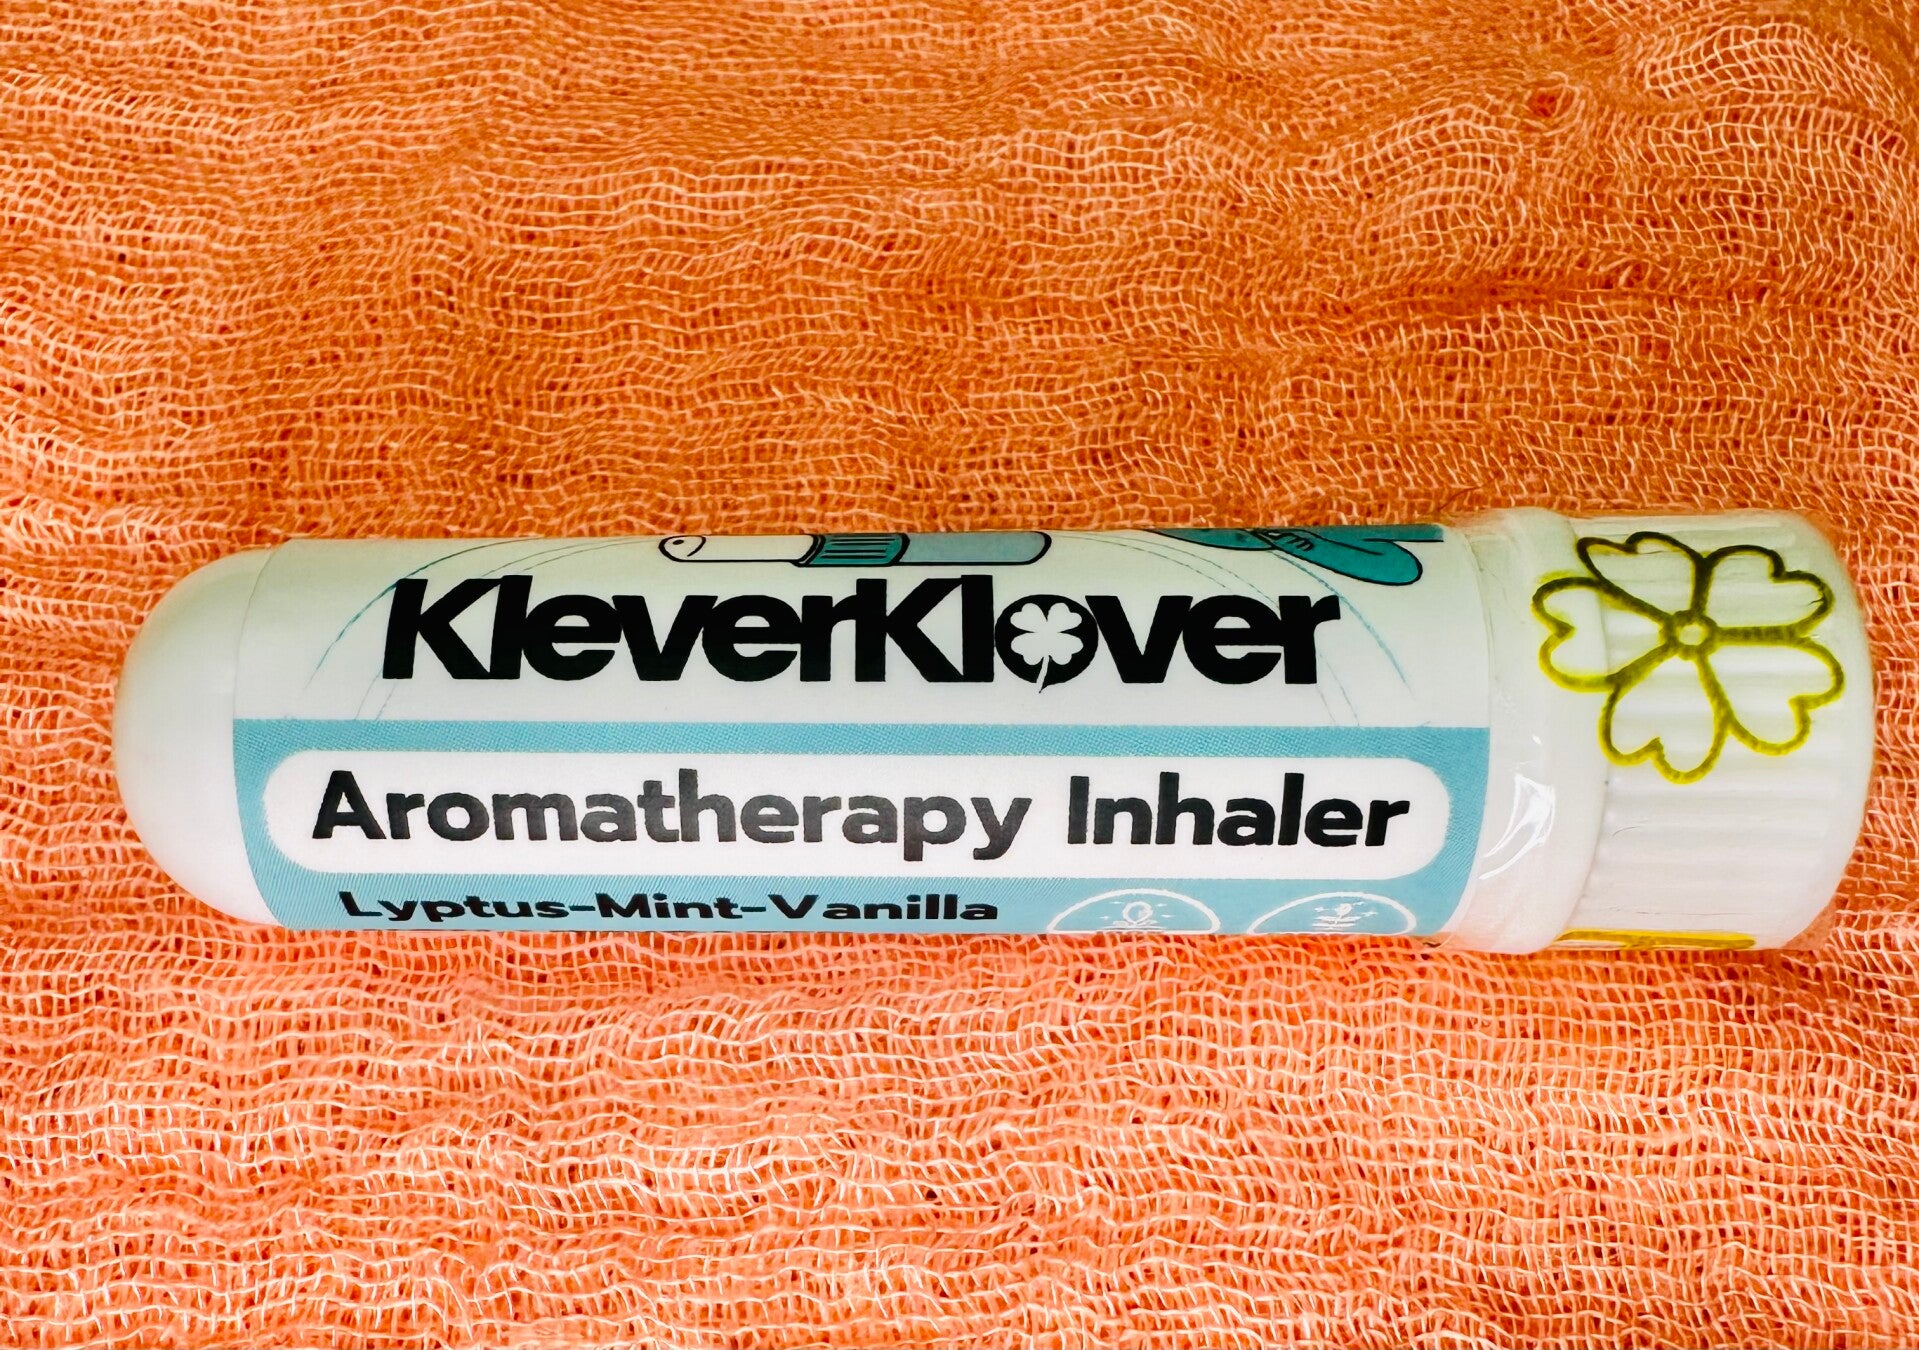 KleverKlover
Aromatherapy Inhaler
Lyptus-Mint-Vanilla